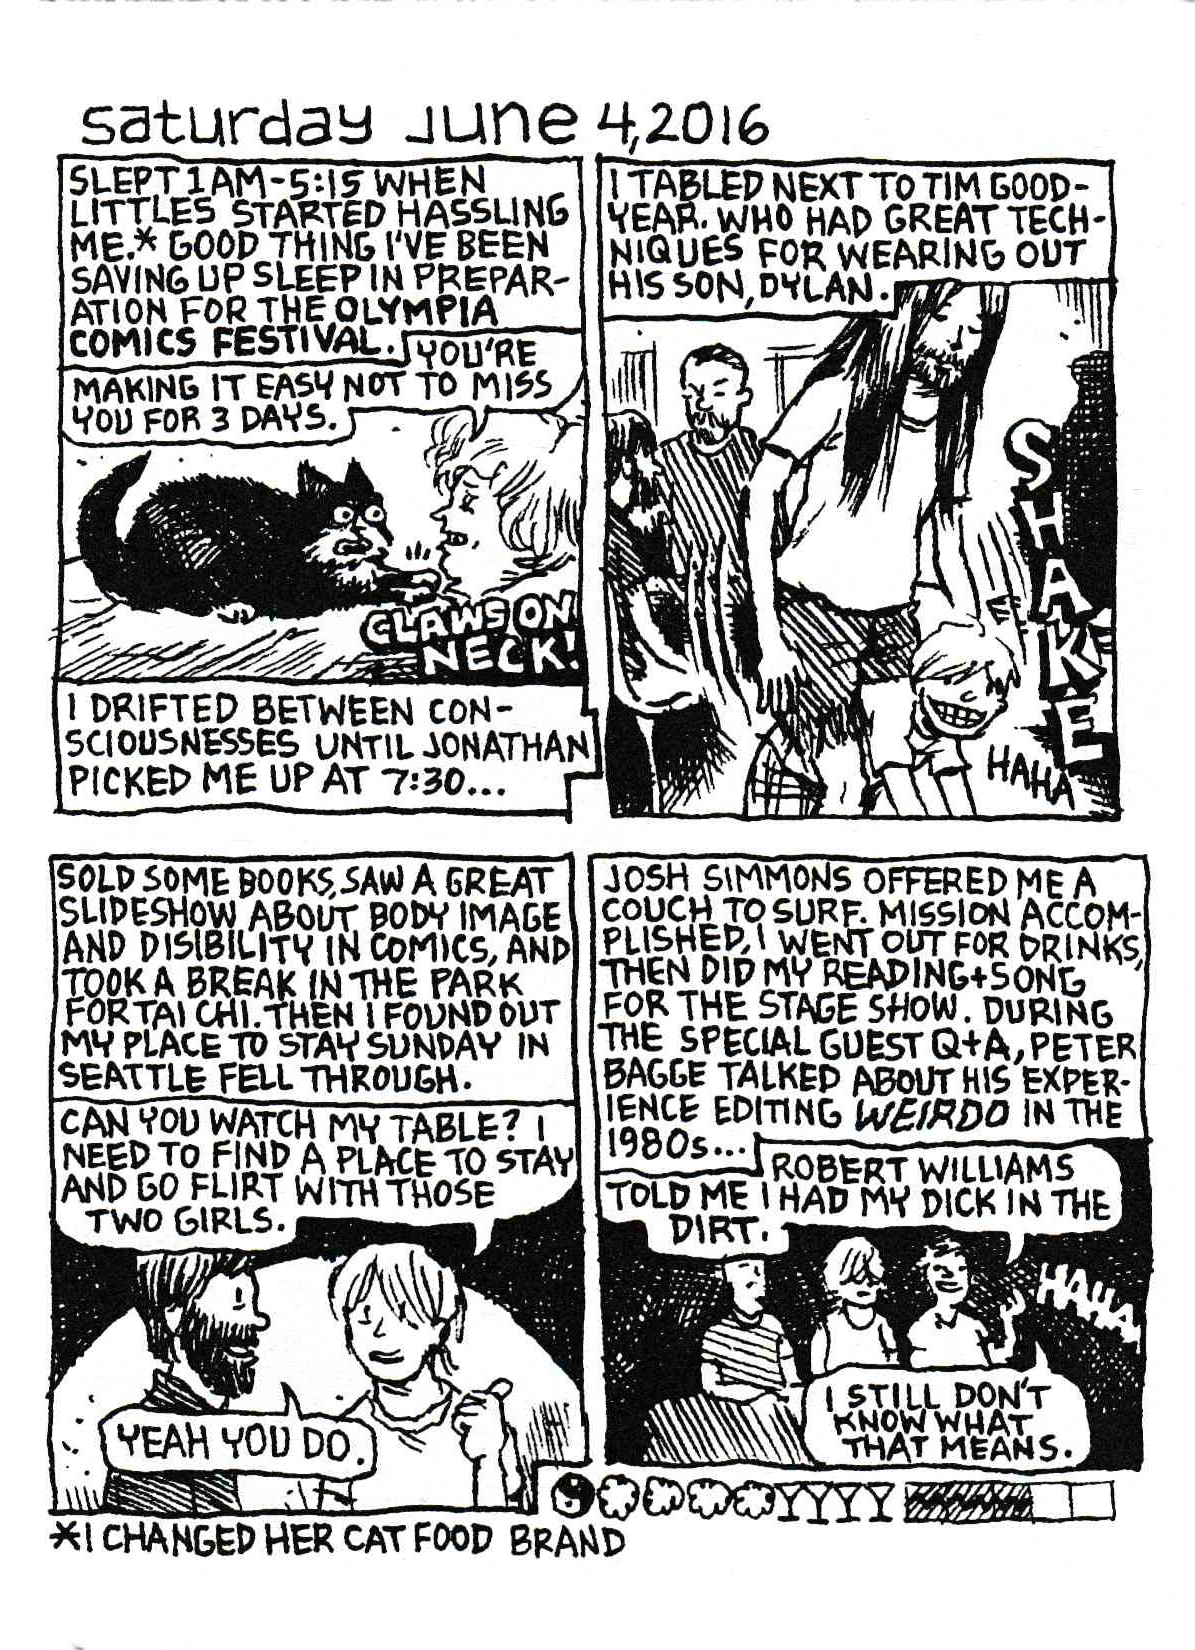 saturday June 4, 2016
SLEPT 1AM-5:15 WHEN
LITTLES STARTED HASSLING
ME.* GOOD THING I'VE BEEN
SAVING UP SLEEP IN PREPAR-
ATION FOR THE OLYMPIA
COMICS FESTIVAL.
YOU'RE
MAKING IT EASY NOT TO MISS
YOU FOR 3 DAYS.
CLAWS ON
NECK!
I DRIFTED BETWEEN CON-
SCIOUSNESSES UNTIL JONATHAN
PICKED ME UP AT 7:30...
I TABLED NEXT TO TIM GOOD-
YEAR. WHO HAD GREAT TECH-
NIQUES FOR WEARING OUT
HIS SON, DYLAN.
SHAKE
HAHA
SOLD SOME BOOKS, SAW A GREAT
SLIDESHOW ABOUT BODY IMAGE
AND DISIBILITY IN COMICS, AND
TOOK A BREAK IN THE PARK
FOR TAI CHI. THEN I FOUND OUT
MY PLACE TO STAY SUNDAY IN
SEATTLE FELL THROUGH.
CAN YOU WATCH MY TABLE? I
NEED TO FIND A PLACE TO STAY
AND GO FLIRT WITH THOSE
TWO GIRLS.
YEAH YOU DO.
JOSH SIMMONS OFFERED ME A
COUCH TO SURF. MISSION ACCOM-
PLISHED, I WENT OUT FOR DRINKS,
THEN DID MY READING+SONG
FOR THE STAGE SHOW. DURING
THE SPECIAL GUEST Q+A, PETER
BAGGE TALKED ABOUT HIS EXPER-
IENCE EDITING WEIRDO IN THE
1980s...
ROBERT WILLIAMS
TOLD ME I HAD MY DICK IN THE
DIRT.
HAHA
I STILL DON'T
KNOW WHAT
THAT MEANS.
*I CHANGED HER CAT FOOD BRAND